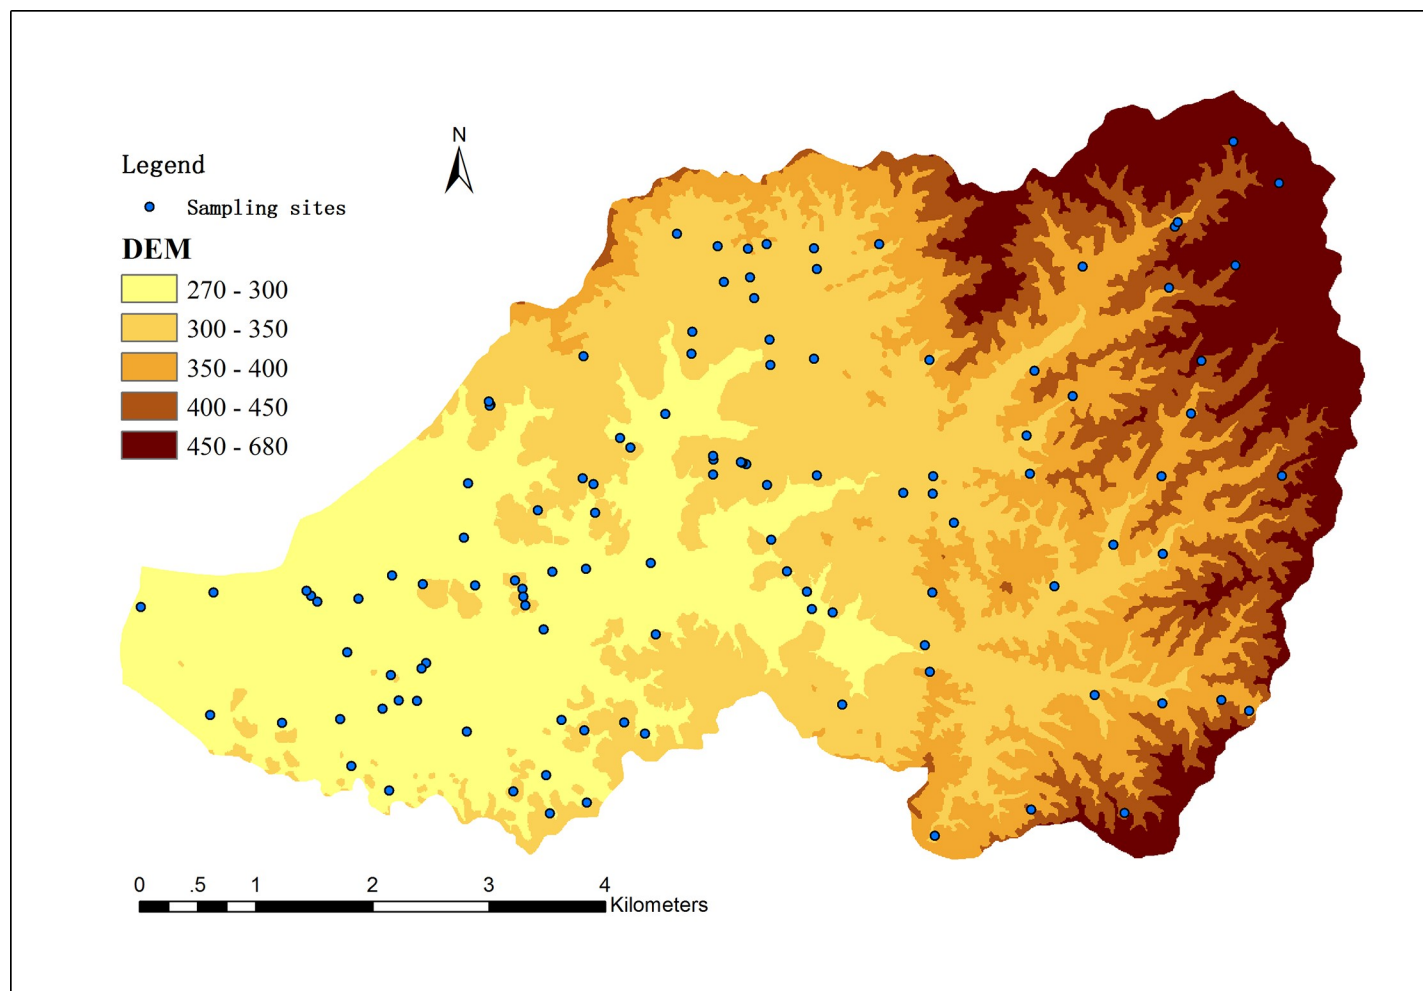 N
Legend
Sampling sites
DEM
270 - 300
300 - 350
350 - 400
400 - 450
450 - 680
0 .5 1 2 3 4
Kilometers